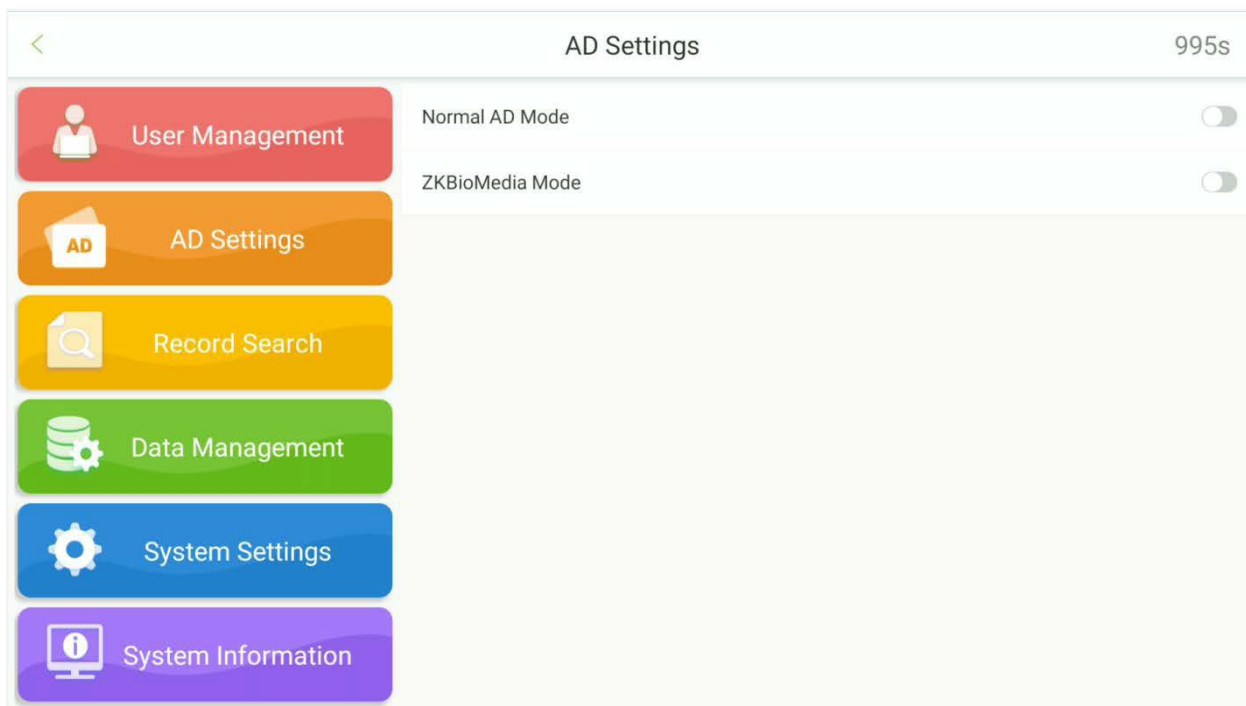 AD Settings
995s
User Management
AD
AD Settings
Record Search
Data Management
System Settings
System Information
Normal AD Mode
ZKBioMedia Mode